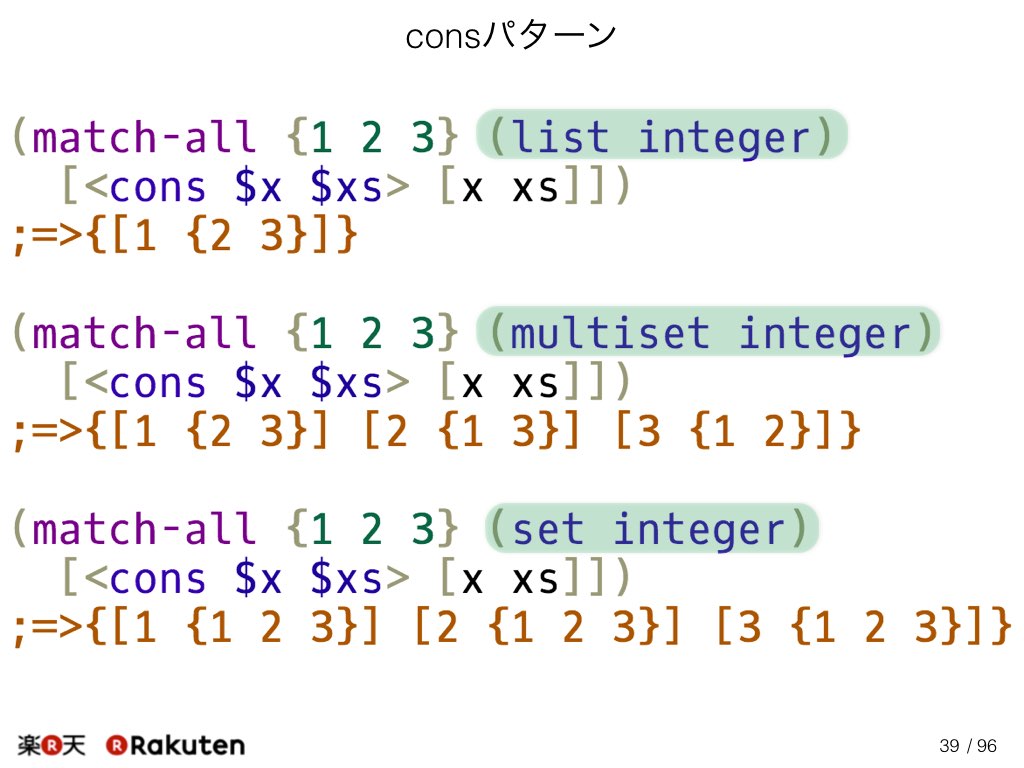 consパターン
(match-all {1 2 3} (list integer)
  [<cons $x $xs> [x xs]])
;=>{[1 {2 3}]}
(match-all {1 2 3} (multiset integer)
  [<cons $x $xs> [x xs]])
;=>{[1 {2 3}] [2 {1 3}] [3 {1 2}]}
(match-all {1 2 3} (set integer)
  [<cons $x $xs> [x xs]])
;=>{[1 {1 2 3}] [2 {1 2 3}] [3 {1 2 3}]}
楽R天 R Rakuten
39 / 96